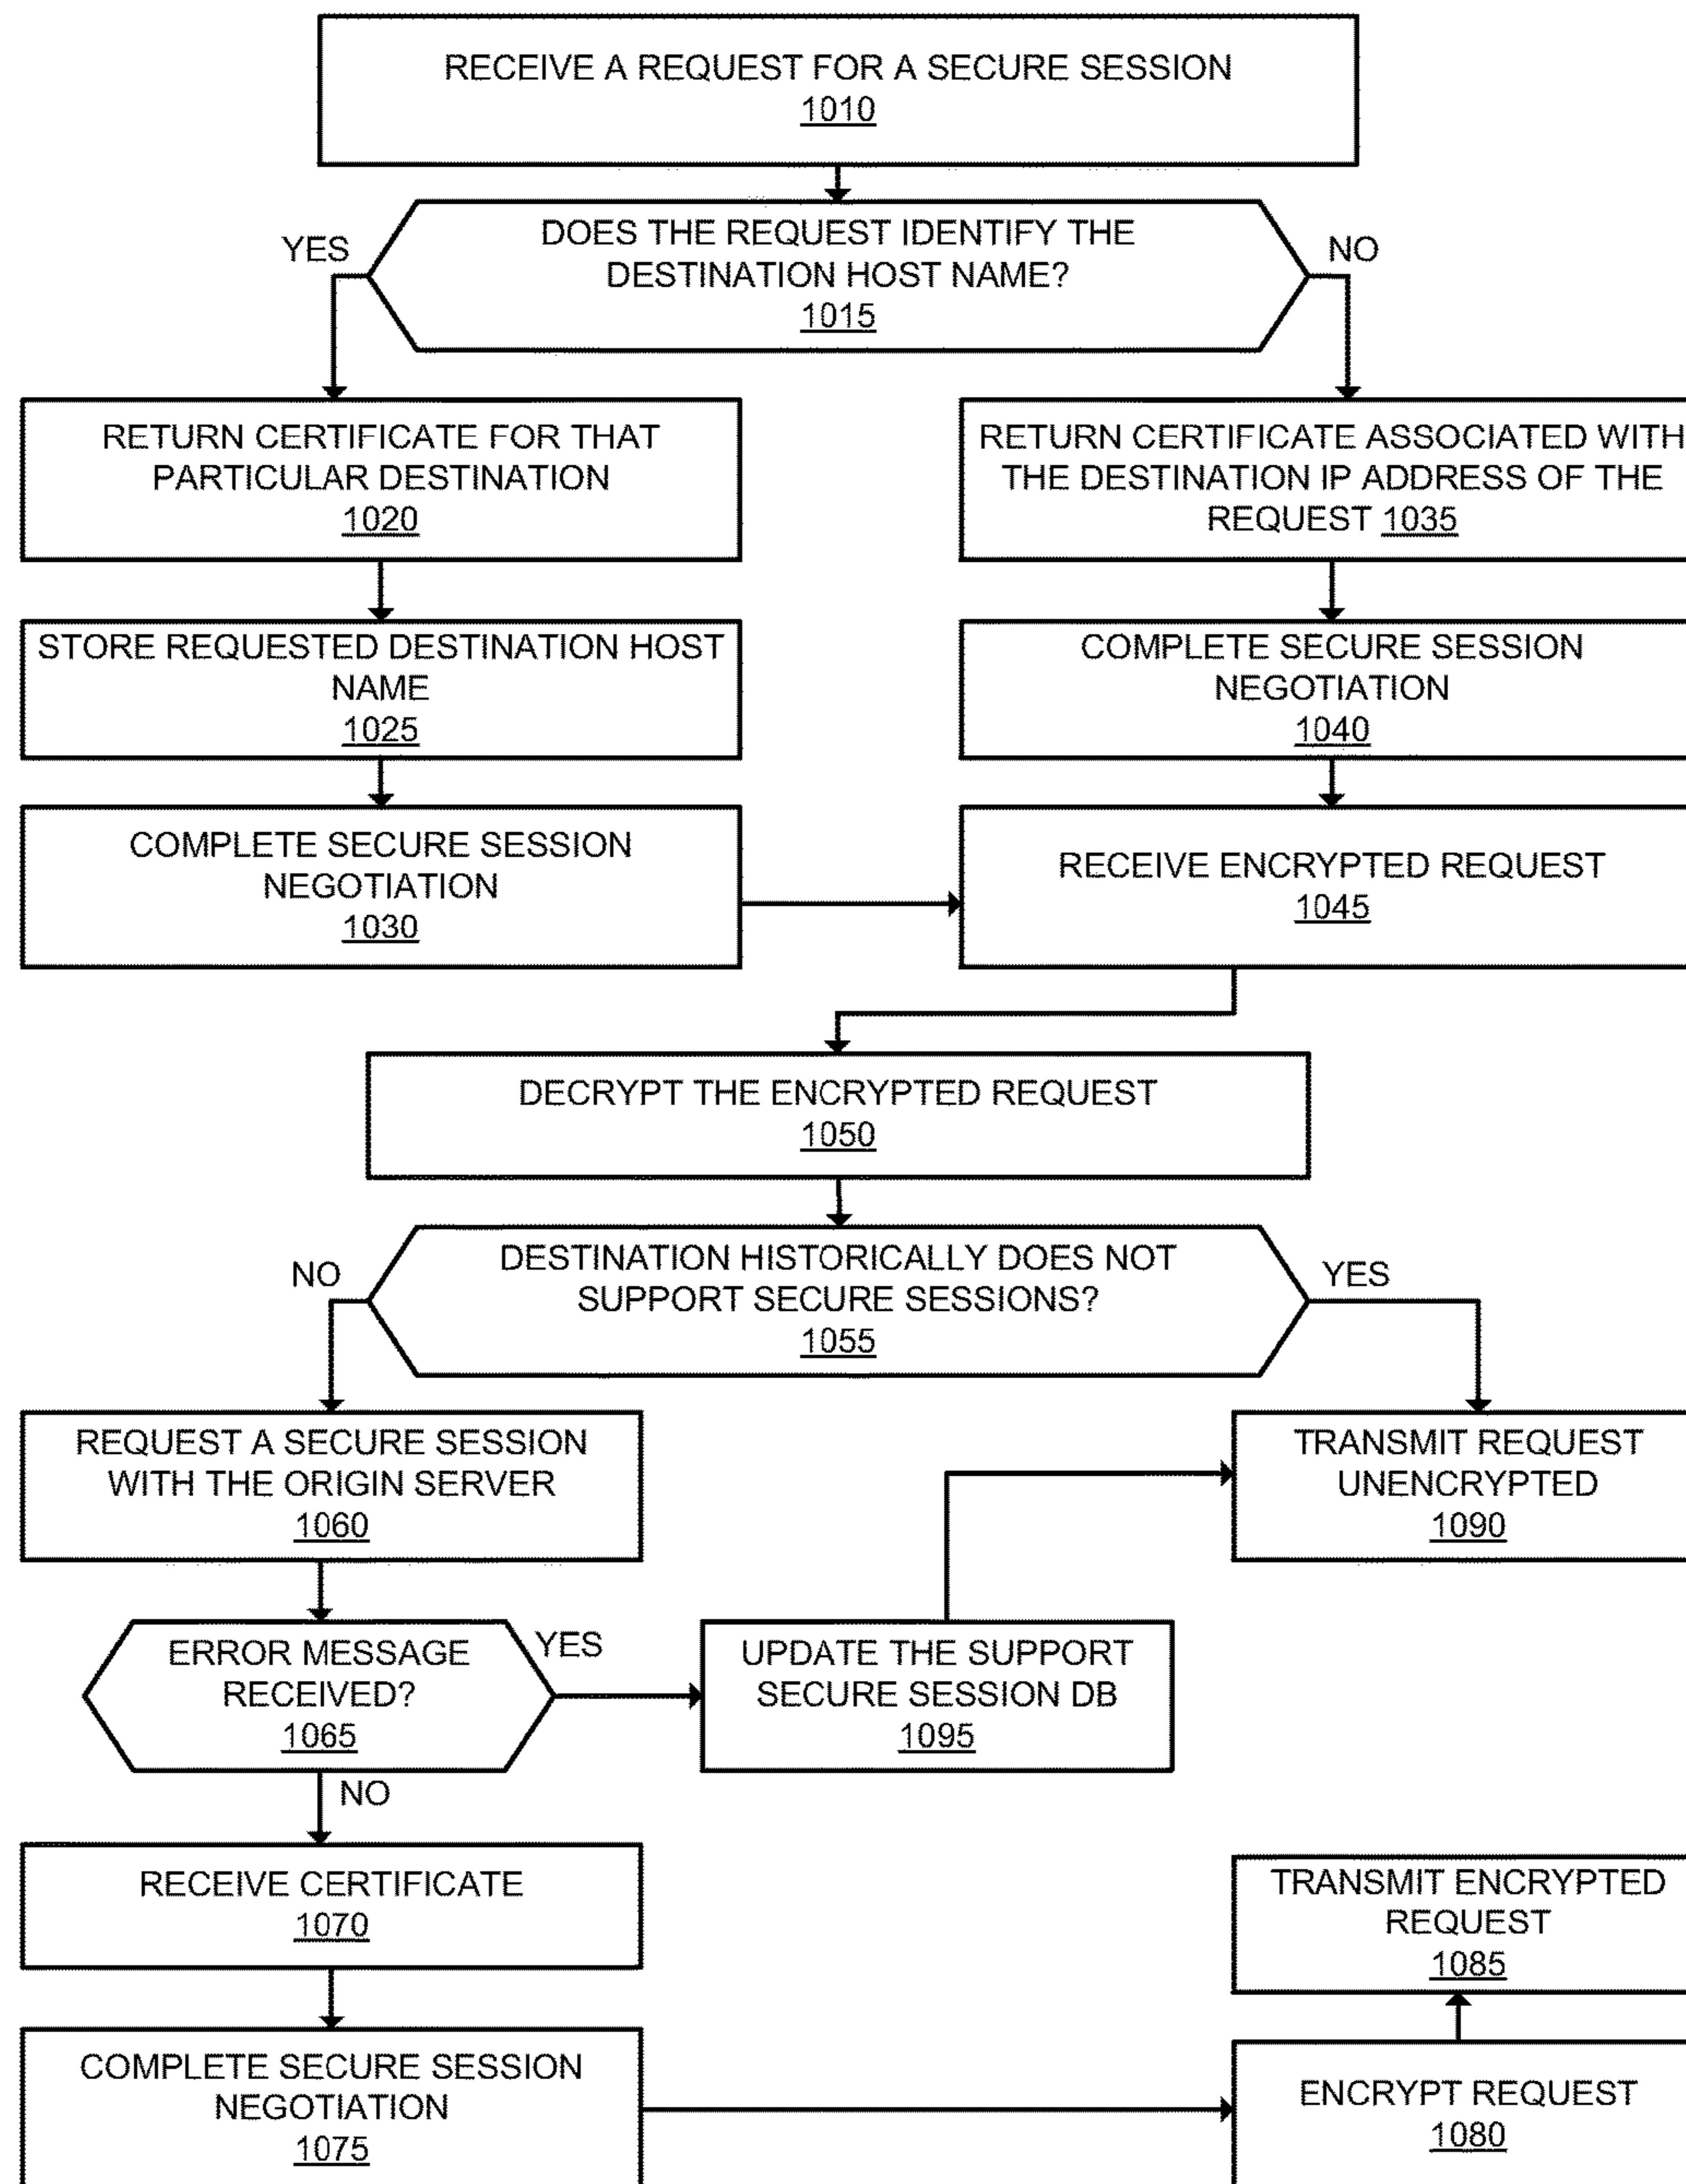 RECEIVE A REQUEST FOR A SECURE SESSION
1010
DOES THE REQUEST IDENTIFY THE
DESTINATION HOST NAME?
1015
YES
NO
RETURN CERTIFICATE FOR THAT
PARTICULAR DESTINATION
1020
RETURN CERTIFICATE ASSOCIATED WITH
THE DESTINATION IP ADDRESS OF THE
REQUEST 1035
STORE REQUESTED DESTINATION HOST
NAME
1025
COMPLETE SECURE SESSION
NEGOTIATION
1040
COMPLETE SECURE SESSION
NEGOTIATION
1030
RECEIVE ENCRYPTED REQUEST
1045
DECRYPT THE ENCRYPTED REQUEST
1050
DESTINATION HISTORICALLY DOES NOT
SUPPORT SECURE SESSIONS?
1055
NO
YES
REQUEST A SECURE SESSION
WITH THE ORIGIN SERVER
1060
TRANSMIT REQUEST
UNENCRYPTED
1090
ERROR MESSAGE
RECEIVED?
1065
YES
UPDATE THE SUPPORT
SECURE SESSION DB
1095
NO
RECEIVE CERTIFICATE
1070
TRANSMIT ENCRYPTED
REQUEST
1085
COMPLETE SECURE SESSION
NEGOTIATION
1075
ENCRYPT REQUEST
1080